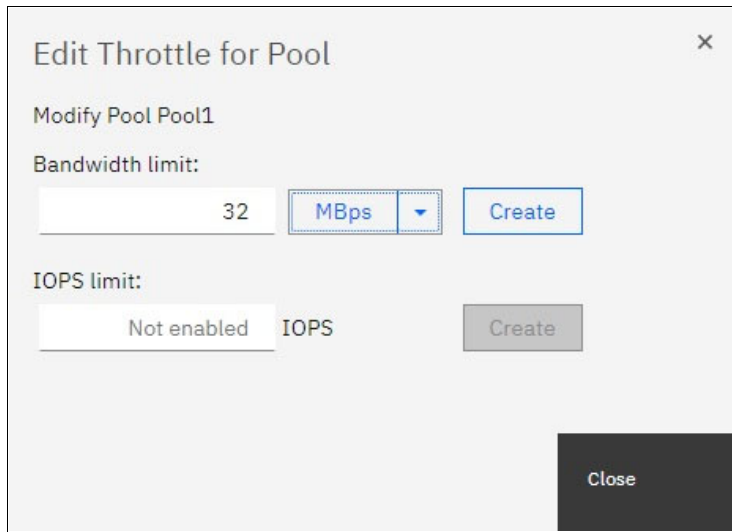 Edit Throttle for Pool
Modify Pool Pool1
Bandwidth limit:
32 MBps Create
IOPS limit:
Not enabled IOPS Create
Close